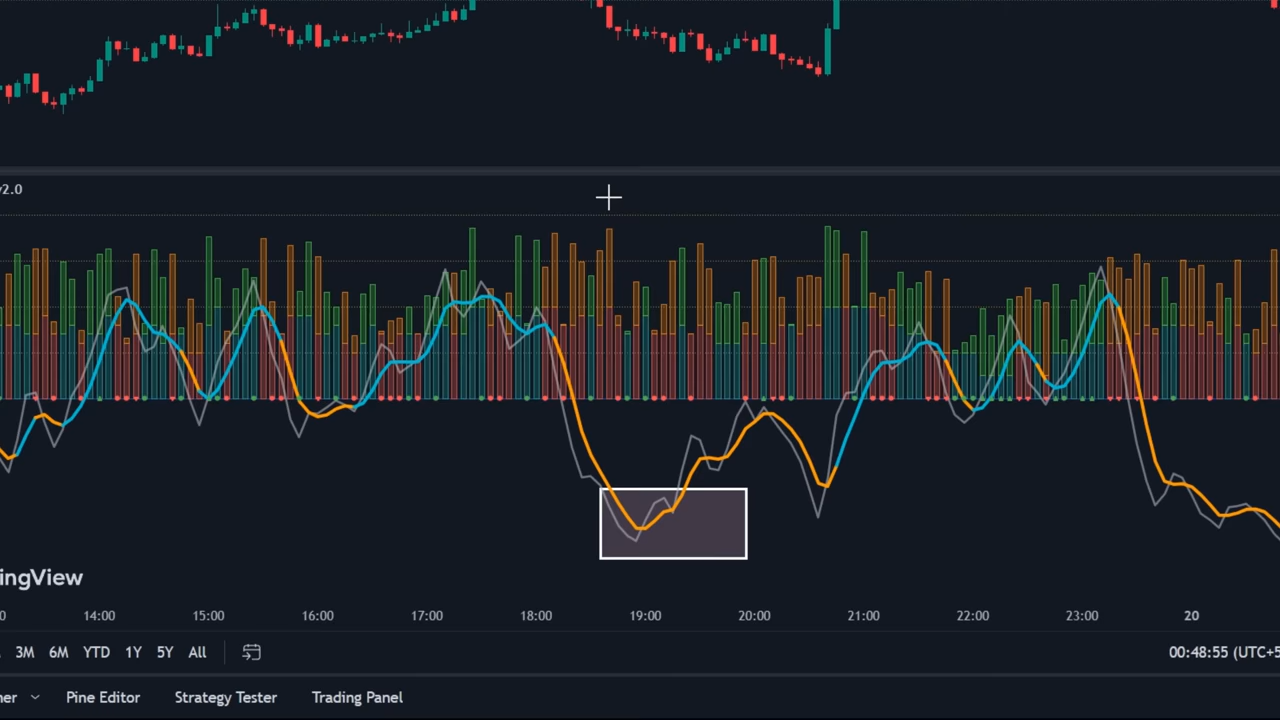 v2.0
ingView
14:00 15:00 16:00 17:00 18:00 19:00 20:00 21:00 22:00 23:00 20
3M 6M YTD 1Y 5Y All 00:48:55 (UTC+5
ner Pine Editor Strategy Tester Trading Panel